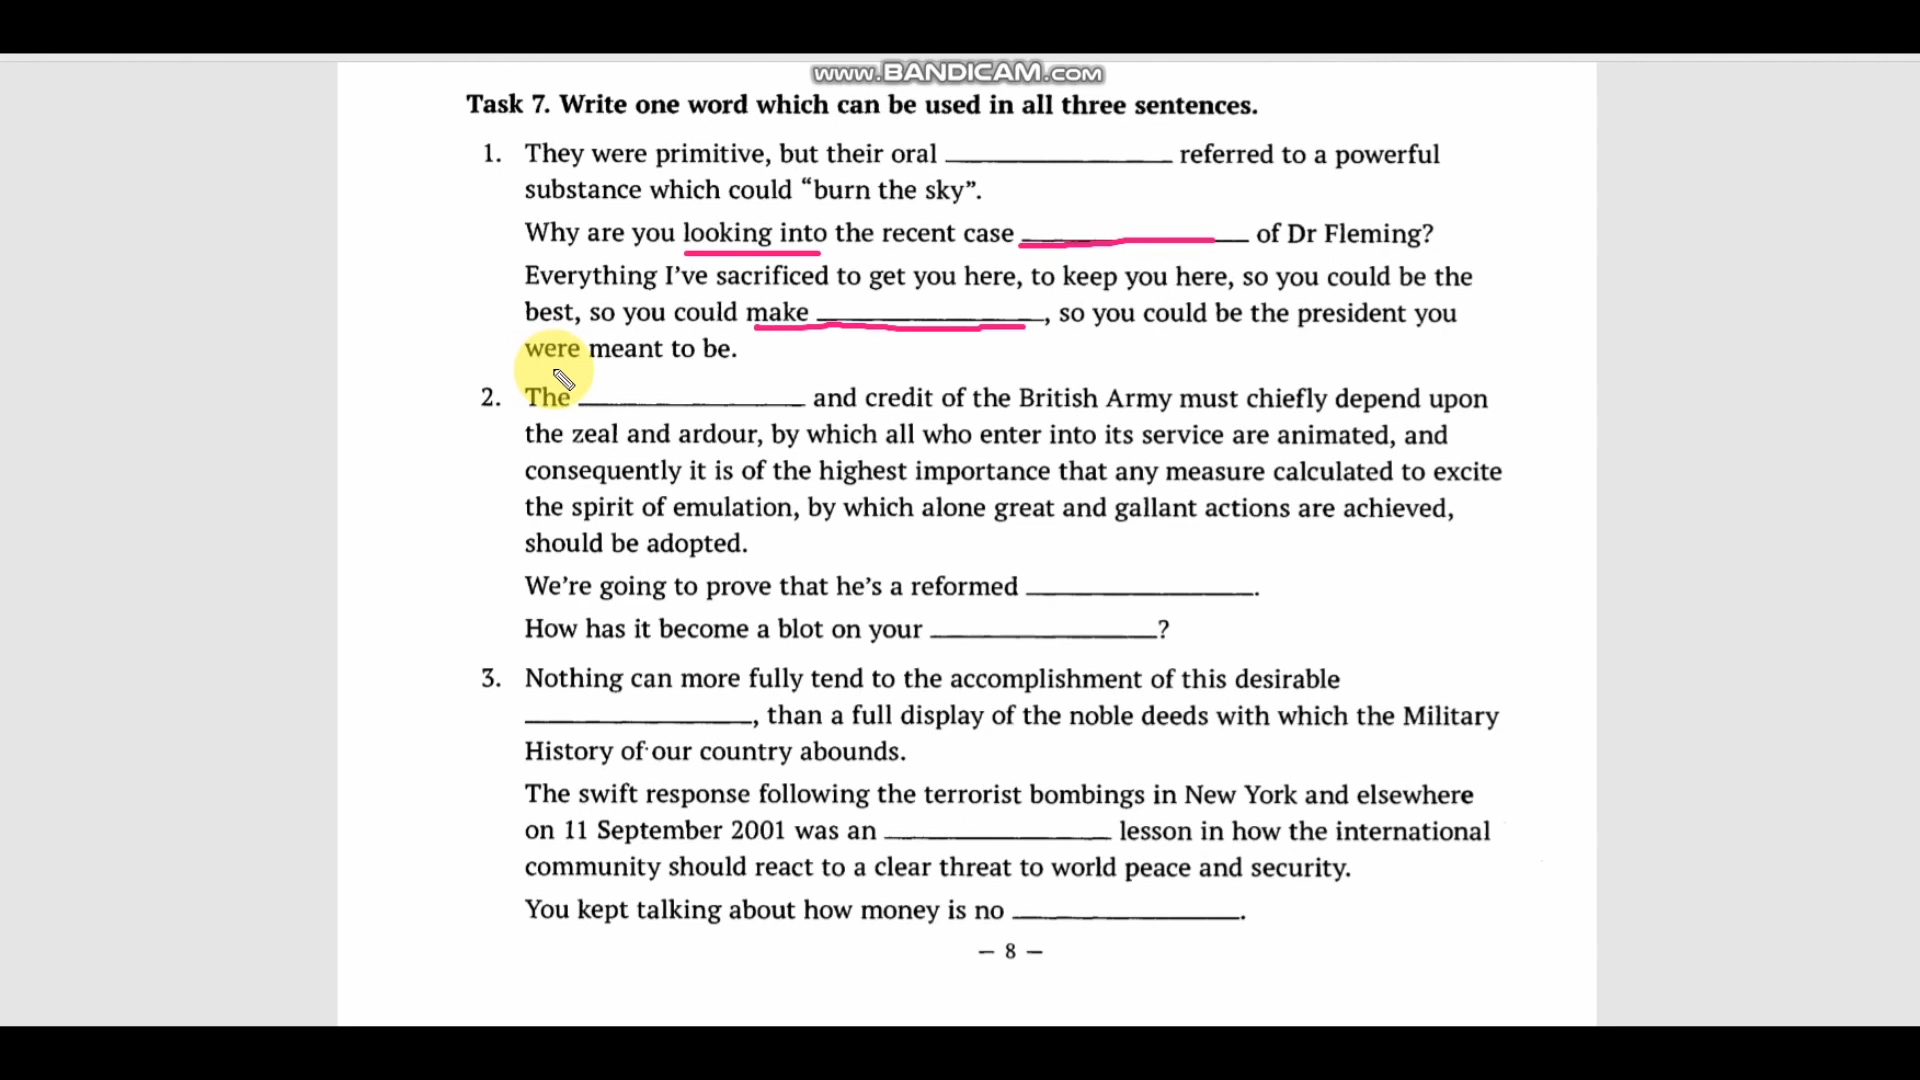 www.BANDICAM.com
Task 7. Write one word which can be used in all three sentences.
1. They were primitive, but their oral ________ referred to a powerful
substance which could “burn the sky”.
Why are you looking into the recent case ________ of Dr Fleming?
Everything I’ve sacrificed to get you here, to keep you here, so you could be the
best, so you could make ________, so you could be the president you
were meant to be.
2. The ________ and credit of the British Army must chiefly depend upon
the zeal and ardour, by which all who enter into its service are animated, and
consequently it is of the highest importance that any measure calculated to excite
the spirit of emulation, by which alone great and gallant actions are achieved,
should be adopted.
We’re going to prove that he’s a reformed ________.
How has it become a blot on your ________?
3. Nothing can more fully tend to the accomplishment of this desirable
________, than a full display of the noble deeds with which the Military
History of our country abounds.
The swift response following the terrorist bombings in New York and elsewhere
on 11 September 2001 was an ________ lesson in how the international
community should react to a clear threat to world peace and security.
You kept talking about how money is no ________.
— 8 —